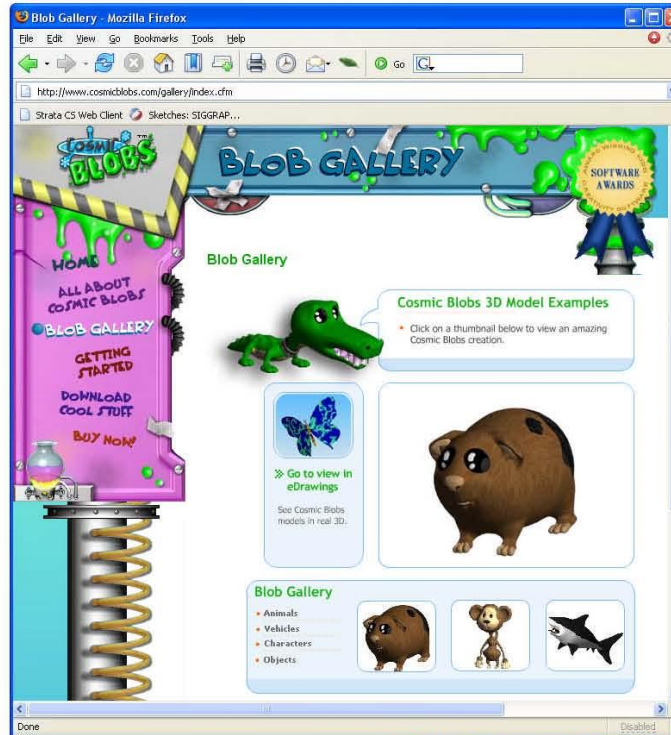 Blob Gallery - Mozilla Firefox
File Edit View Go Bookmarks Tools Help
Go G
http://www.cosmicblobs.com/gallery/index.cfm
Strata CS Web Client Sketches: SIGGRAP...
COSMIC BLOBS TM
BLOB GALLERY
SOFTWARE AWARDS
HOME
ALL ABOUT
COSMIC BLOBS
BLOB GALLERY
GETTING
STARTED
DOWNLOAD
COOL STUFF
BUY NOW!
Blob Gallery
Cosmic Blobs 3D Model Examples
• Click on a thumbnail below to view an amazing
Cosmic Blobs creation.
» Go to view in
eDrawings
See Cosmic Blobs
models in real 3D.
Blob Gallery
• Animals
• Vehicles
• Characters
• Objects
Done Disabled